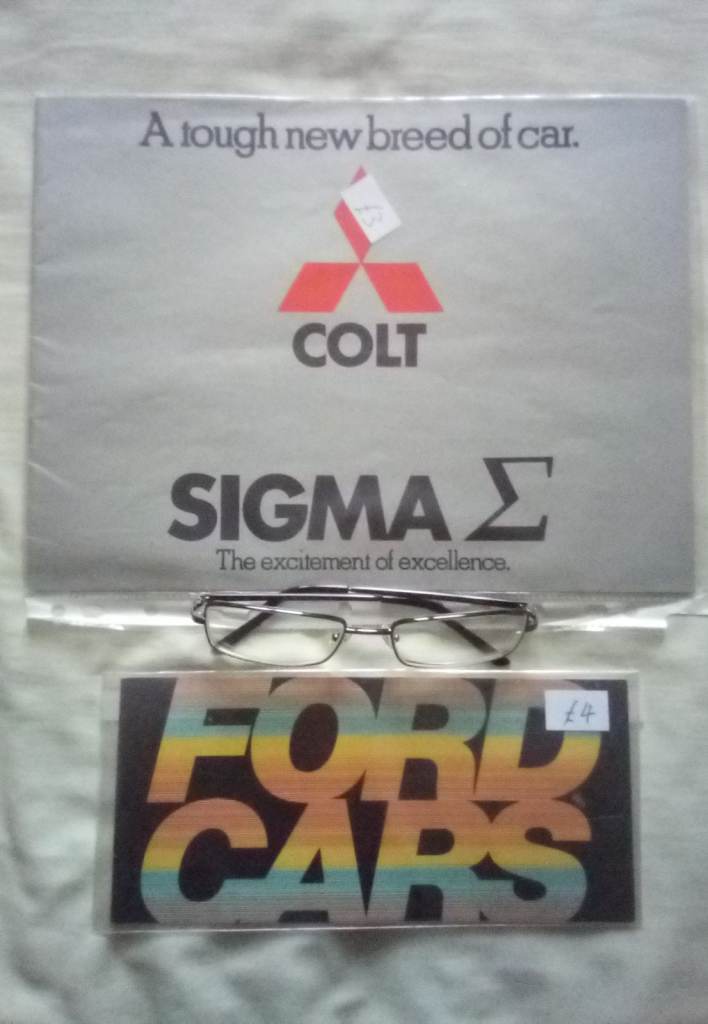 A tough new breed of car.
£3
COLT
SIGMA Σ
The excitement of excellence.
FORD
£4
CARS